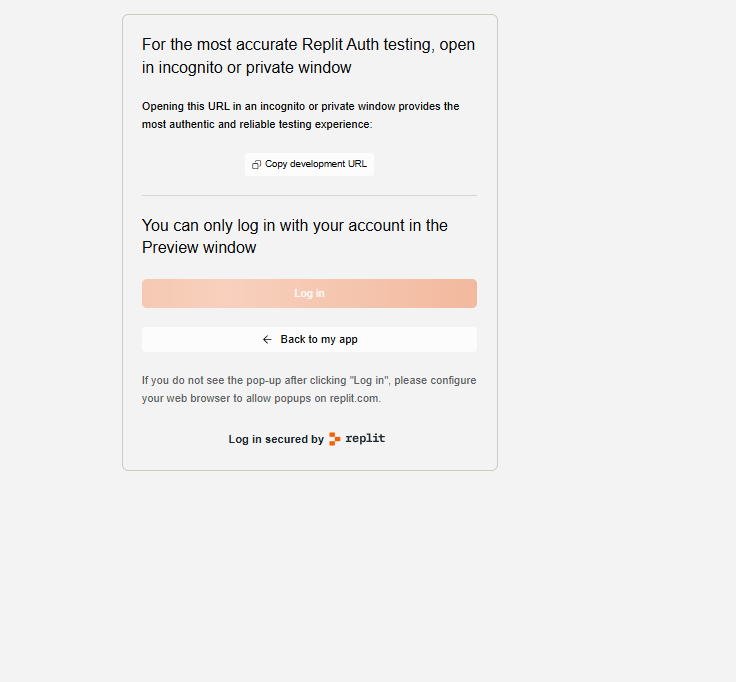 For the most accurate Replit Auth testing, open
in incognito or private window
Opening this URL in an incognito or private window provides the
most authentic and reliable testing experience:
Copy development URL
You can only log in with your account in the
Preview window
Log in
Back to my app
If you do not see the pop-up after clicking "Log in", please configure
your web browser to allow popups on replit.com.
Log in secured by replit